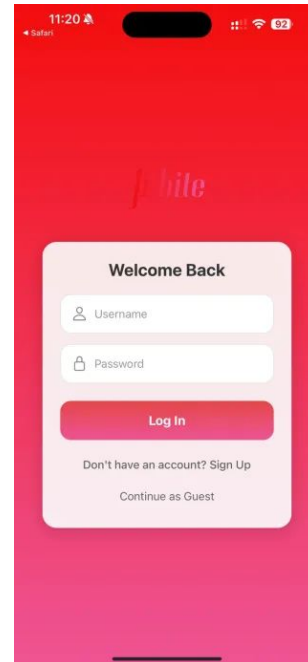 11:20
92
◀ Safari
Welcome Back
Username
Password
Log In
Don't have an account? Sign Up
Continue as Guest